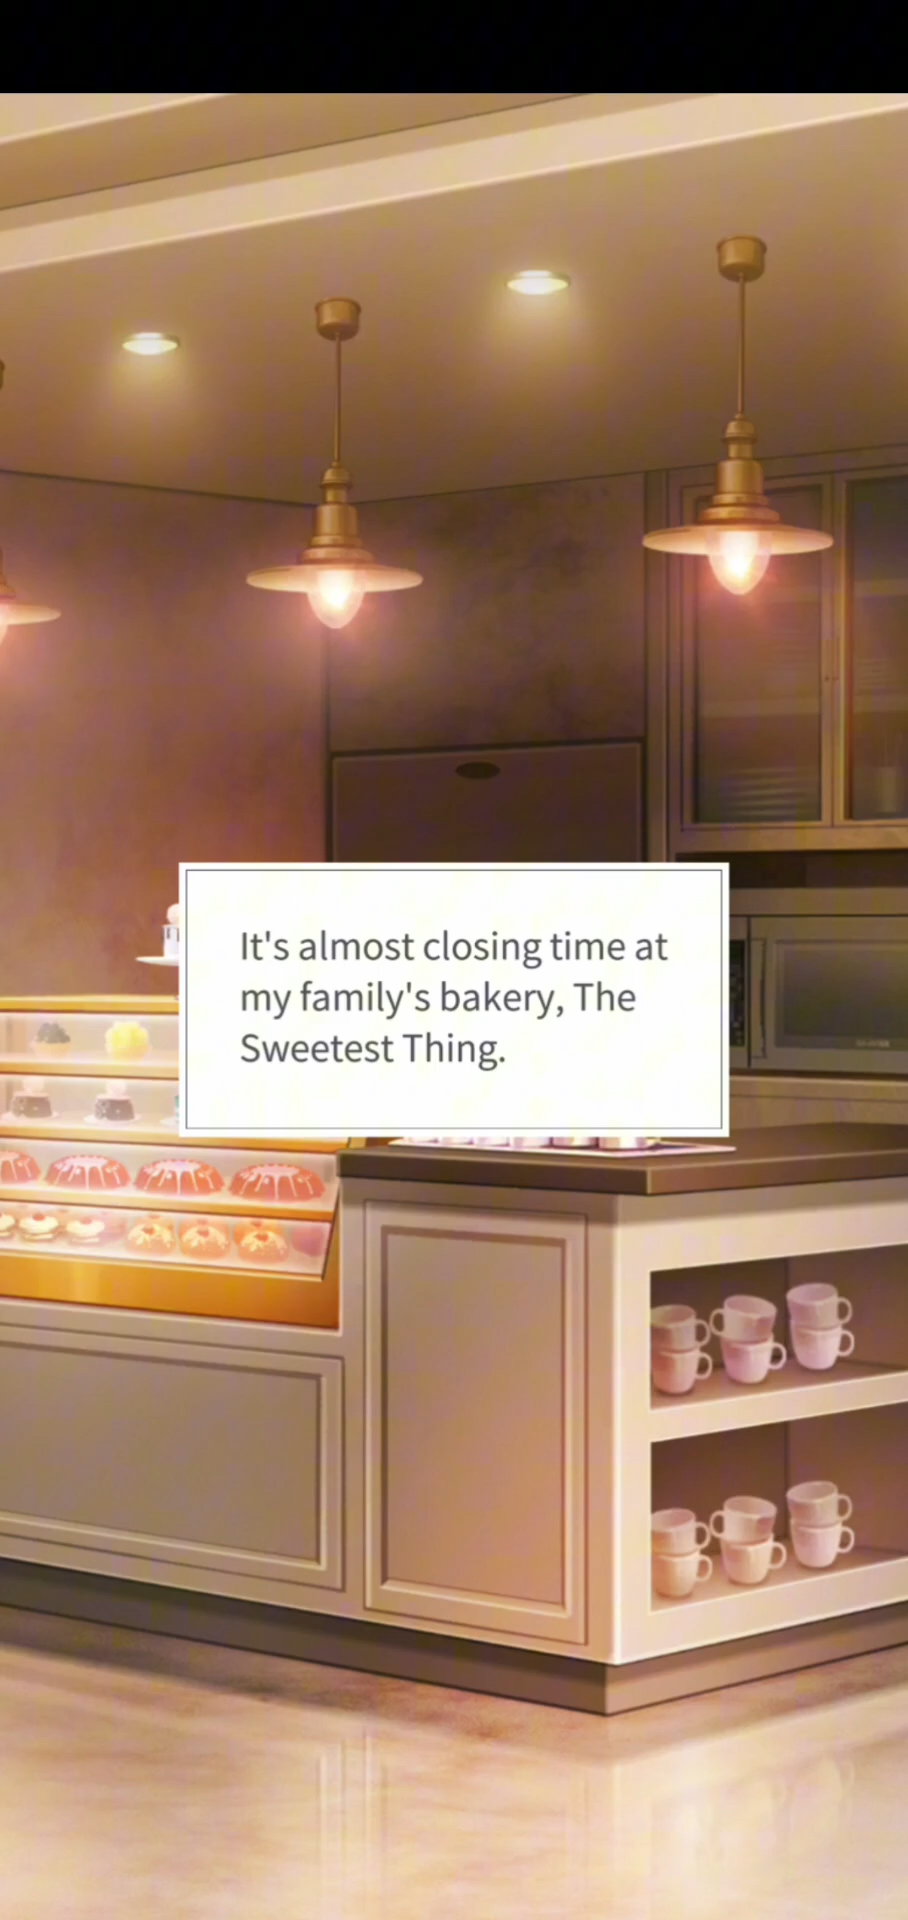 It's almost closing time at
my family's bakery, The
Sweetest Thing.